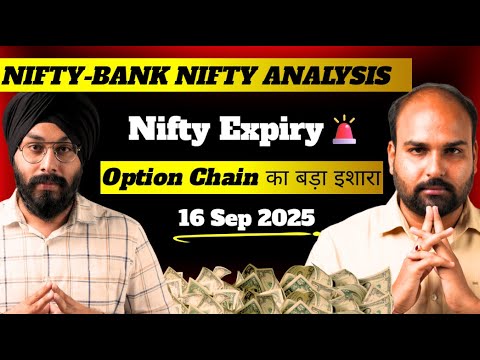 NIFTY-BANK NIFTY ANALYSIS
Nifty Expiry
Option Chain का बड़ा इशारा
16 Sep 2025